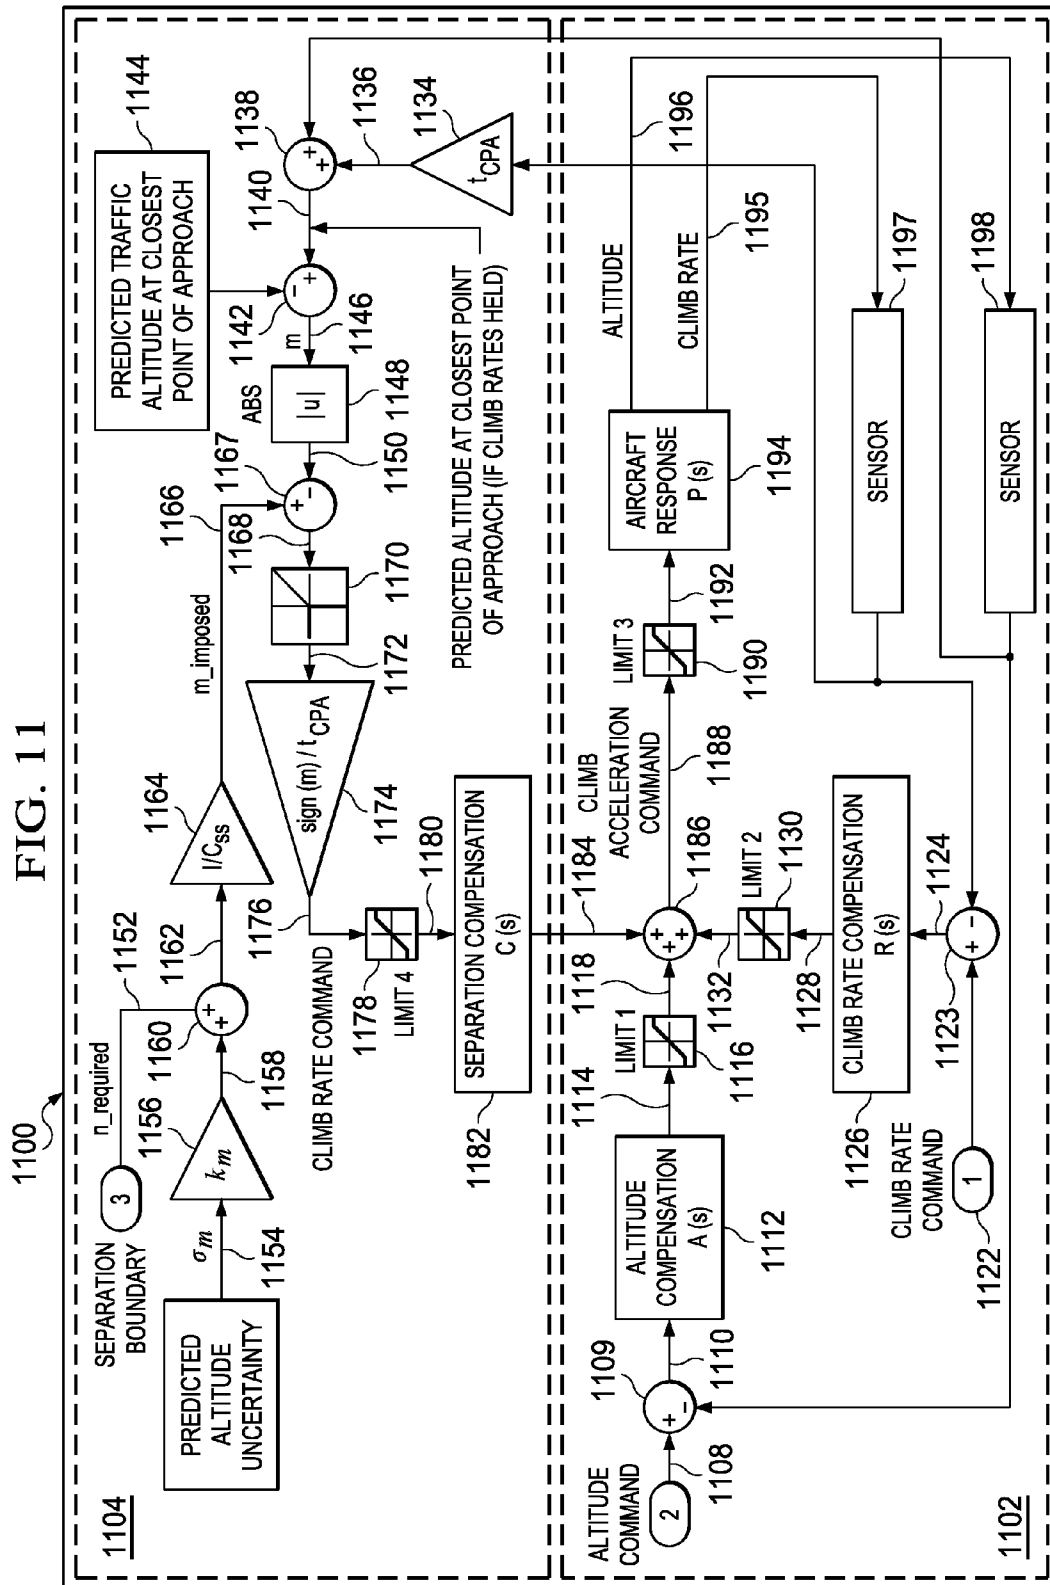 FIG. 11
1100
1104
SEPARATION
BOUNDARY
3
n_required
1152
PREDICTED
ALTITUDE
UNCERTAINTY
σm
1154
km
1156
1158
+
+
1160
1162
I/Css
1164
m_imposed
1166
PREDICTED TRAFFIC
ALTITUDE AT CLOSEST
POINT OF APPROACH
1144
1138
+
+
1136
tCPA
1134
1140
−
+
1142
m
1146
ABS
|u|
1148
1150
1167
+
−
1168
1170
1172
sign (m) / tCPA
1174
1176
CLIMB RATE COMMAND
1178
LIMIT 4
1180
SEPARATION COMPENSATION
C (s)
1182
1184
PREDICTED ALTITUDE AT CLOSEST POINT
OF APPROACH (IF CLIMB RATES HELD)
1102
ALTITUDE
COMMAND
2
1108
1109
+
−
1110
ALTITUDE
COMPENSATION
A (s)
1112
1114
LIMIT 1
1116
1118
+
+
+
1186
CLIMB
ACCELERATION
COMMAND
1188
LIMIT 3
1190
1192
AIRCRAFT
RESPONSE
P (s)
1194
ALTITUDE
CLIMB RATE
1196
1195
SENSOR
1197
SENSOR
1198
LIMIT 2
1130
1132
1128
CLIMB RATE COMPENSATION
R (s)
1126
1124
+
−
1123
CLIMB RATE
COMMAND
1
1122